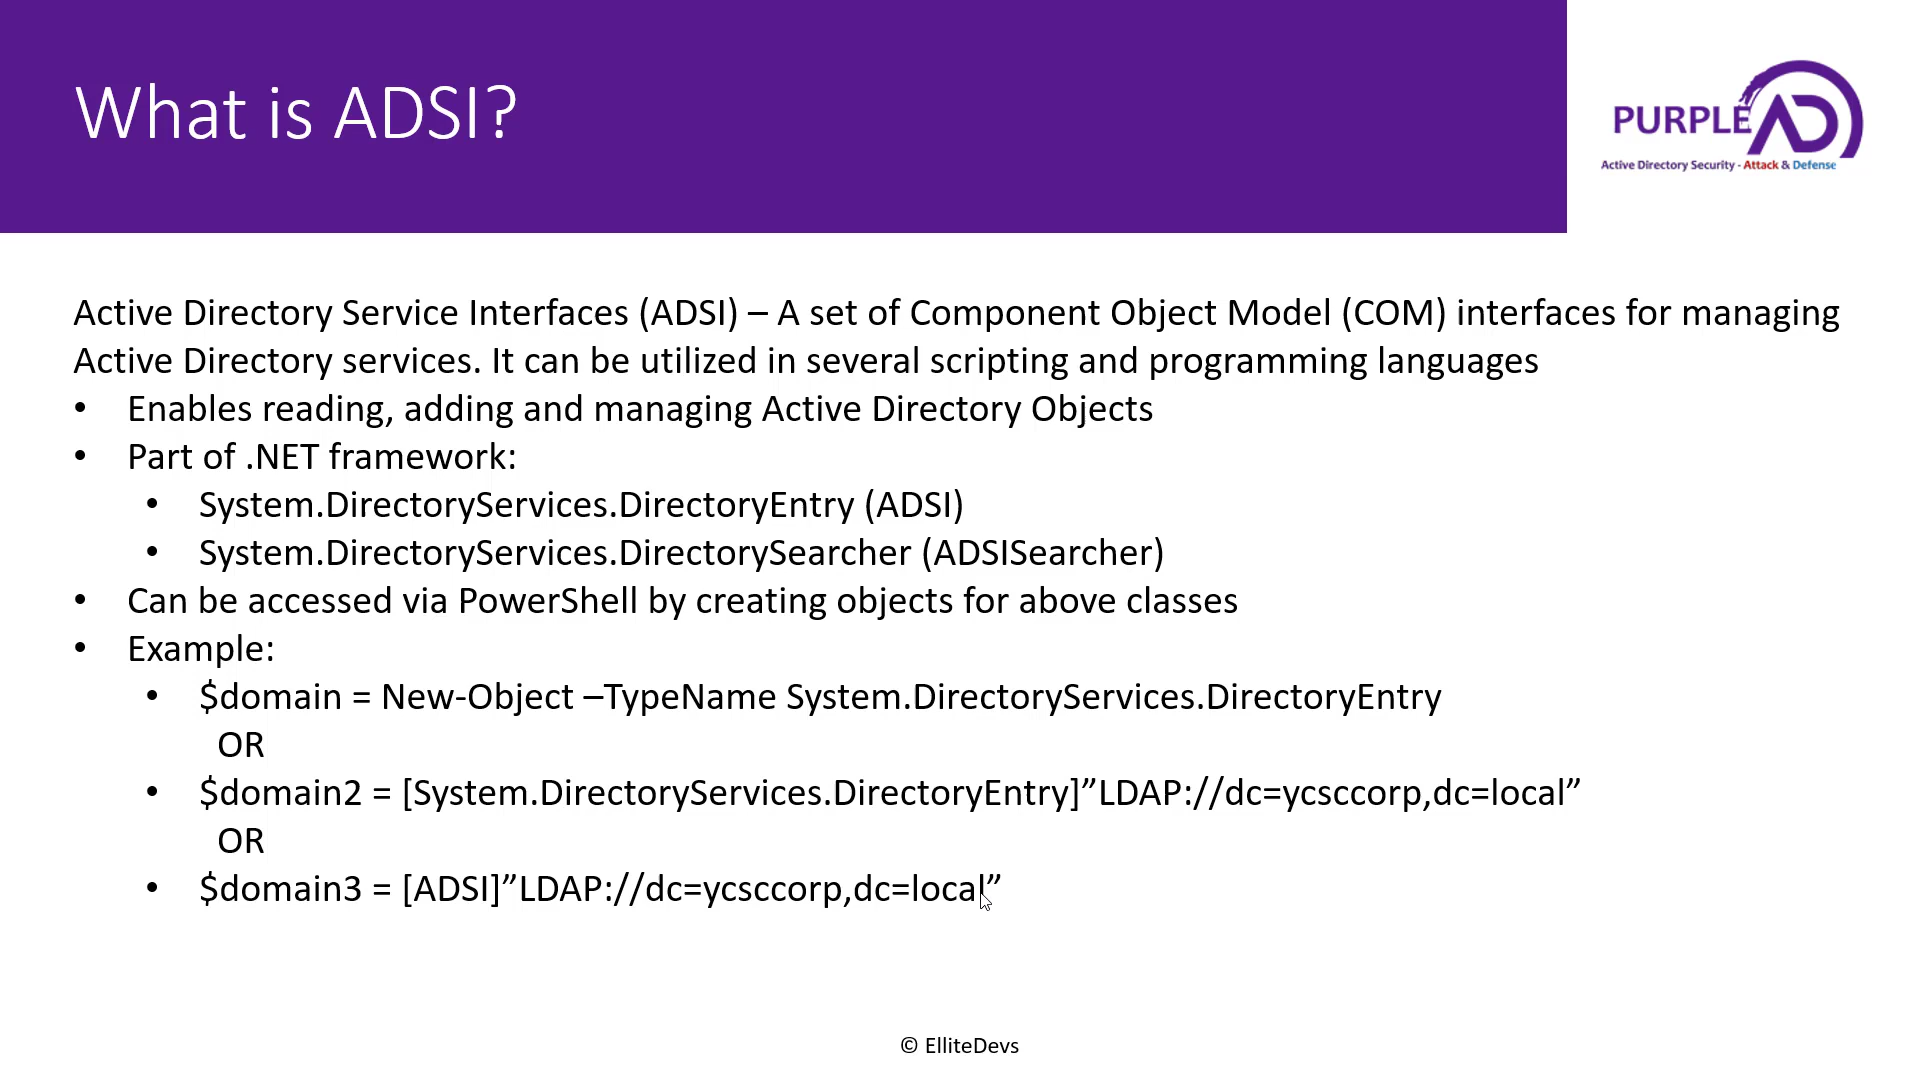 What is ADSI?
PURPLE AD
Active Directory Security - Attack & Defense
Active Directory Service Interfaces (ADSI) – A set of Component Object Model (COM) interfaces for managing
Active Directory services. It can be utilized in several scripting and programming languages
• Enables reading, adding and managing Active Directory Objects
• Part of .NET framework:
• System.DirectoryServices.DirectoryEntry (ADSI)
• System.DirectoryServices.DirectorySearcher (ADSISearcher)
• Can be accessed via PowerShell by creating objects for above classes
• Example:
• $domain = New-Object –TypeName System.DirectoryServices.DirectoryEntry
OR
• $domain2 = [System.DirectoryServices.DirectoryEntry]”LDAP://dc=ycsccorp,dc=local”
OR
• $domain3 = [ADSI]”LDAP://dc=ycsccorp,dc=local”
© ElliteDevs